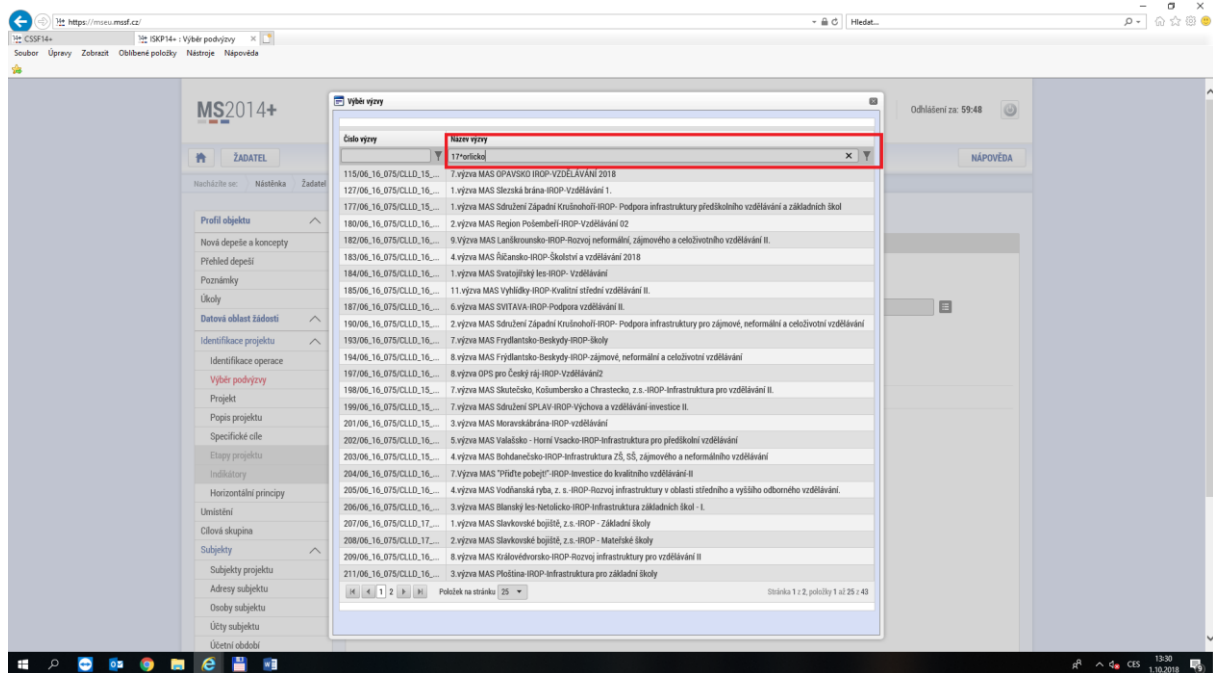 https://mseu.mssf.cz/
Hledat...
CSSF14+
ISKP14+ : Výběr podvýzvy
Soubor Úpravy Zobrazit Oblíbené položky Nástroje Nápověda
MS2014+
Odhlášení za: 59:48
ŽADATEL
NÁPOVĚDA
Nacházíte se: Nástěnka Žadatel
Profil objektu
Nová depeše a koncepty
Přehled depeší
Poznámky
Úkoly
Datová oblast žádosti
Identifikace projektu
Identifikace operace
Výběr podvýzvy
Projekt
Popis projektu
Specifické cíle
Etapy projektu
Indikátory
Horizontální principy
Umístění
Cílová skupina
Subjekty
Subjekty projektu
Adresy subjektu
Osoby subjektu
Účty subjektu
Účetní období
Výběr výzvy
Číslo výzvy Název výzvy
17*orlicko
115/06_16_075/CLLD_15_... 7.výzva MAS OPAVSKO IROP-VZDĚLÁVÁNÍ 2018
127/06_16_075/CLLD_16_... 1.výzva MAS Slezská brána-IROP-Vzdělávání 1.
177/06_16_075/CLLD_15_... 1.výzva MAS Sdružení Západní Krušnohoří-IROP- Podpora infrastruktury předškolního vzdělávání a základních škol
180/06_16_075/CLLD_16_... 2.výzva MAS Region Pošembeří-IROP-Vzdělávání 02
182/06_16_075/CLLD_16_... 9.Výzva MAS Lanškrounsko-IROP-Rozvoj neformální, zájmového a celoživotního vzdělávání II.
183/06_16_075/CLLD_16_... 4.výzva MAS Říčansko-IROP-Školství a vzdělávání 2018
184/06_16_075/CLLD_16_... 1.výzva MAS Svatojiřský les-IROP- Vzdělávání
185/06_16_075/CLLD_16_... 11.výzva MAS Vyhlídky-IROP-Kvalitní střední vzdělávání II.
187/06_16_075/CLLD_16_... 6.výzva MAS SVITAVA-IROP-Podpora vzdělávání II.
190/06_16_075/CLLD_15_... 2.výzva MAS Sdružení Západní Krušnohoří-IROP- Podpora infrastruktury pro zájmové, neformální a celoživotní vzdělávání
193/06_16_075/CLLD_16_... 7.výzva MAS Frydlantsko-Beskydy-IROP-školy
194/06_16_075/CLLD_16_... 8.výzva MAS Frýdlantsko-Beskydy-IROP-zájmové, neformální a celoživotní vzdělávání
197/06_16_075/CLLD_16_... 8.výzva OPS pro Český ráj-IROP-Vzdělávání2
198/06_16_075/CLLD_15_... 7.výzva MAS Skutečsko, Košumbersko a Chrastecko, z.s.-IROP-Infrastruktura pro vzdělávání II.
199/06_16_075/CLLD_15_... 7.výzva MAS Sdružení SPLAV-IROP-Výchova a vzdělávání-investice II.
201/06_16_075/CLLD_16_... 3.výzva MAS Moravskábrána-IROP-vzdělávání
202/06_16_075/CLLD_16_... 5.výzva MAS Valašsko - Horní Vsacko-IROP-Infrastruktura pro předškolní vzdělávání
203/06_16_075/CLLD_15_... 4.výzva MAS Bohdanečsko-IROP-Infrastruktura ZŠ, SŠ, zájmového a neformálního vzdělávání
204/06_16_075/CLLD_16_... 7.Výzva MAS "Přiďte pobejt!"-IROP-Investice do kvalitního vzdělávání-II
205/06_16_075/CLLD_16_... 4.výzva MAS Vodňanská ryba, z. s.-IROP-Rozvoj infrastruktury v oblasti středního a vyššího odborného vzdělávání.
206/06_16_075/CLLD_16_... 3.výzva MAS Blanský les-Netolicko-IROP-Infrastruktura základních škol - I.
207/06_16_075/CLLD_17_... 1.výzva MAS Slavkovské bojiště, z.s.-IROP - Základní školy
208/06_16_075/CLLD_17_... 2.výzva MAS Slavkovské bojiště, z.s.-IROP - Mateřské školy
209/06_16_075/CLLD_16_... 8.výzva MAS Královédvorsko-IROP-Rozvoj infrastruktury pro vzdělávání II
211/06_16_075/CLLD_16_... 3.výzva MAS Ploština-IROP-Infrastruktura pro základní školy
1 2 Položek na stránku 25 Stránka 1 z 2, položky 1 až 25 z 43
CES
13:30
1.10.2018